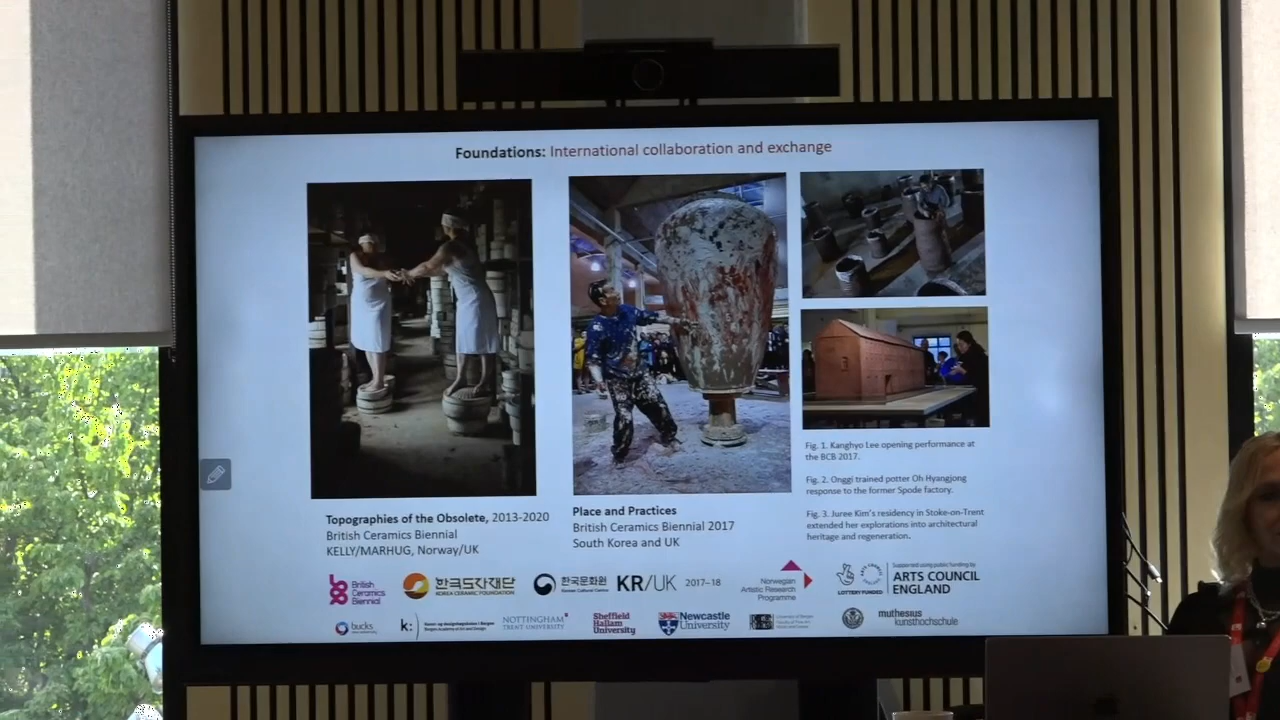 Foundations: International collaboration and exchange
Topographies of the Obsolete, 2013-2020
British Ceramics Biennial
KELLY/MARHUG, Norway/UK
Place and Practices
British Ceramics Biennial 2017
South Korea and UK
Fig. 1. Kanghyo Lee opening performance at
the BCB 2017.
Fig. 2. Onggi trained potter Oh Hyangjong
response to the former Spode factory.
Fig. 3. Juree Kim's residency in Stoke-on-Trent
extended her explorations into architectural
heritage and regeneration.
British
Ceramics
Biennial
한국도자재단
KOREA CERAMIC FOUNDATION
한국문화원
Korean Cultural Centre
KR/UK 2017–18
Norwegian
Artistic Research
Programme
LOTTERY FUNDED
Supported using public funding by
ARTS COUNCIL
ENGLAND
bucks
k:
NOTTINGHAM
TRENT UNIVERSITY
Sheffield
Hallam
University
Newcastle
University
muthesius
kunsthochschule